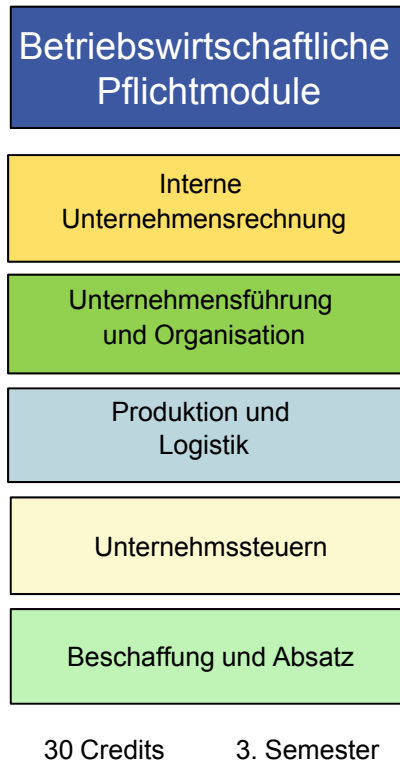 Betriebswirtschaftliche
Pflichtmodule
Interne
Unternehmensrechnung
Unternehmensführung
und Organisation
Produktion und
Logistik
Unternehmssteuern
Beschaffung und Absatz
30 Credits 3. Semester